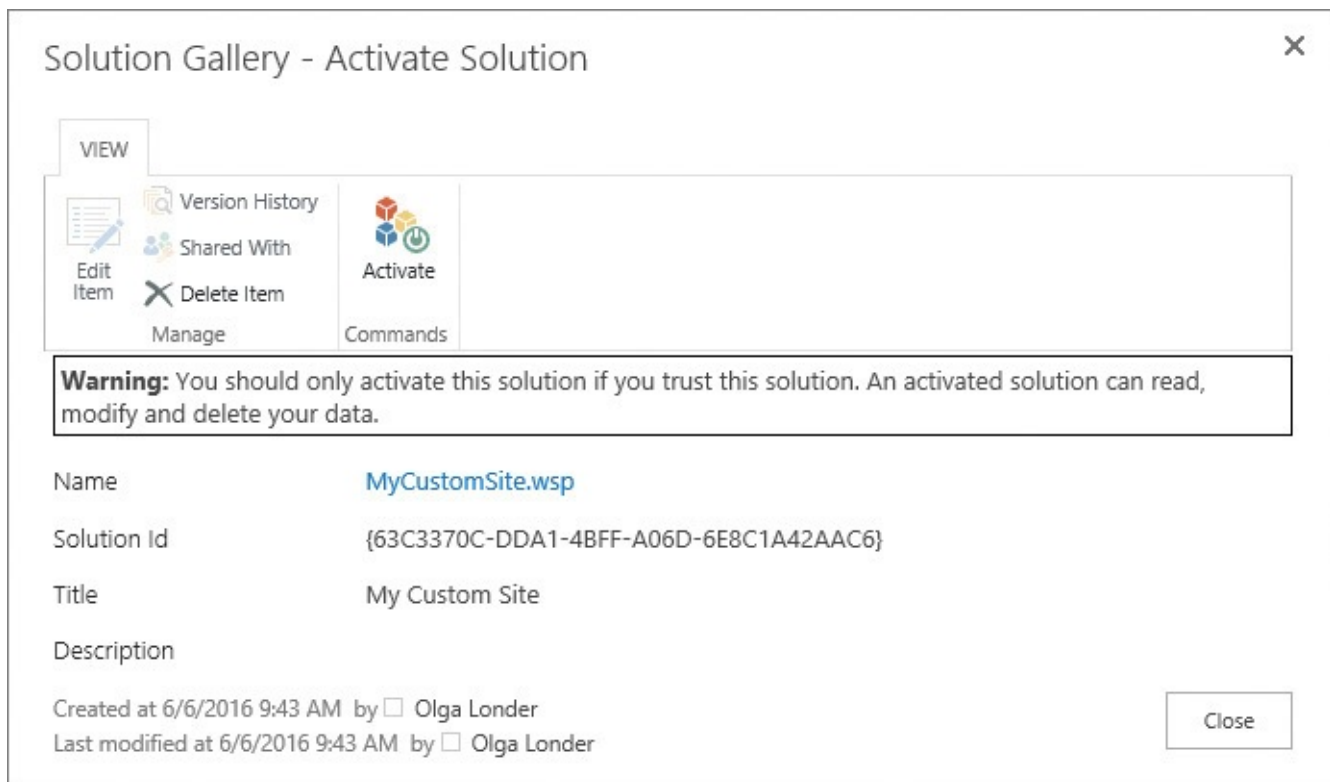 Solution Gallery - Activate Solution
VIEW
Edit
Item
Version History
Shared With
Delete Item
Manage
Activate
Commands
Warning: You should only activate this solution if you trust this solution. An activated solution can read,
modify and delete your data.
Name MyCustomSite.wsp
Solution Id {63C3370C-DDA1-4BFF-A06D-6E8C1A42AAC6}
Title My Custom Site
Description
Created at 6/6/2016 9:43 AM by Olga Londer
Last modified at 6/6/2016 9:43 AM by Olga Londer
Close